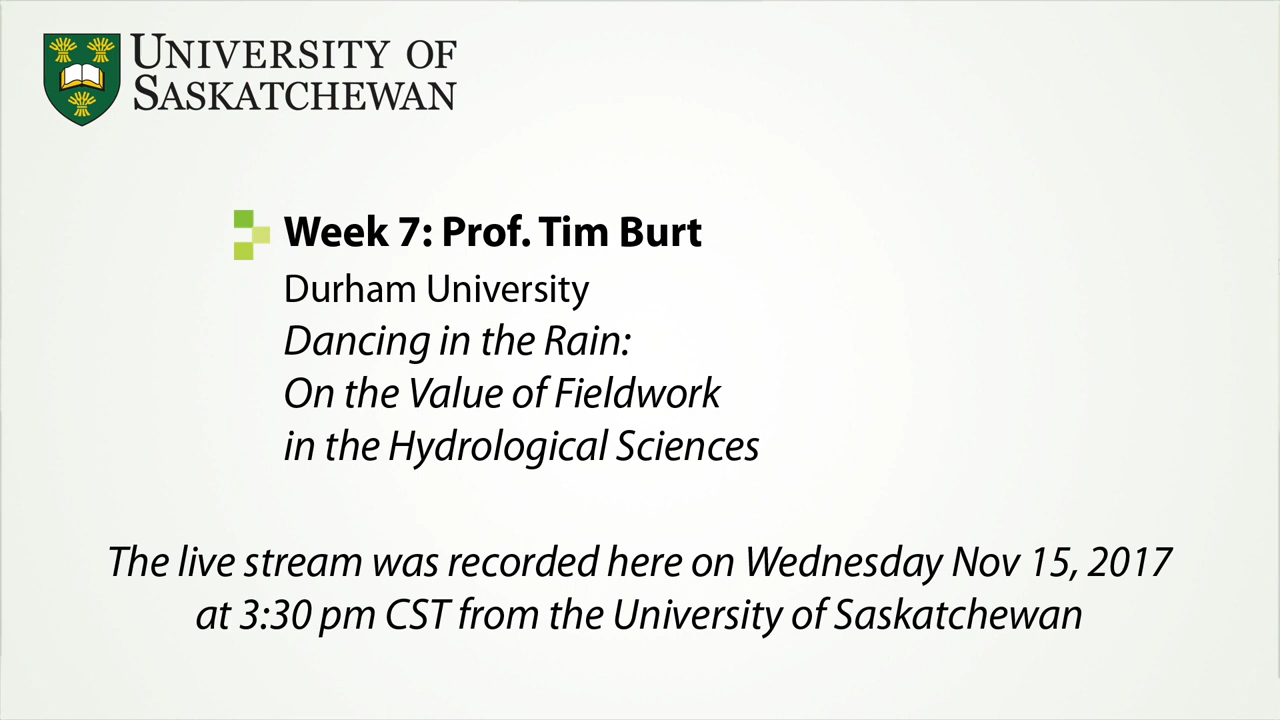 UNIVERSITY OF
SASKATCHEWAN
Week 7: Prof. Tim Burt
Durham University
Dancing in the Rain:
On the Value of Fieldwork
in the Hydrological Sciences
The live stream was recorded here on Wednesday Nov 15, 2017
at 3:30 pm CST from the University of Saskatchewan